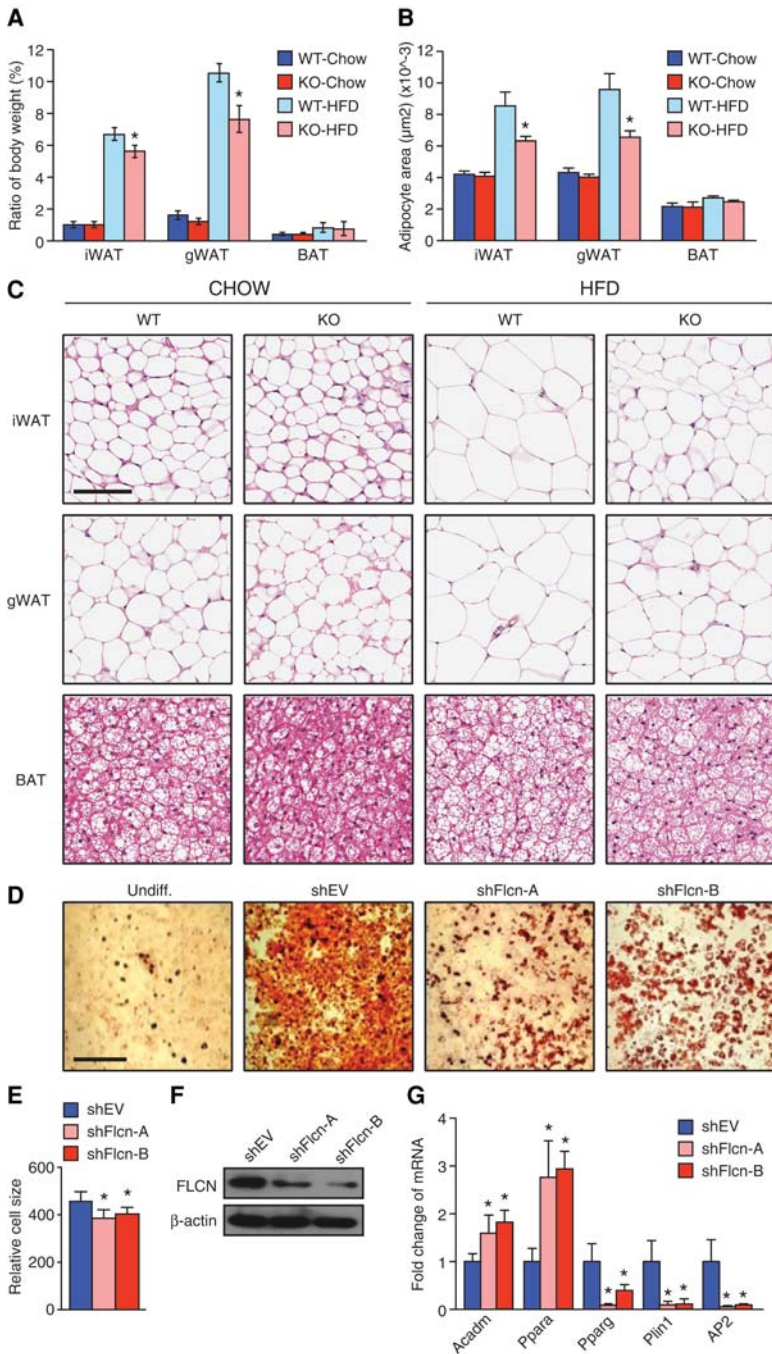 A
Ratio of body weight (%)
12
10
8
6
4
2
0
WT-Chow
KO-Chow
WT-HFD
KO-HFD
*
*
iWAT
gWAT
BAT
B
Adipocyte area (µm2) (x10^-3)
12
10
8
6
4
2
0
WT-Chow
KO-Chow
WT-HFD
KO-HFD
*
*
iWAT
gWAT
BAT
C
CHOW
HFD
WT
KO
WT
KO
iWAT
gWAT
BAT
D
Undiff.
shEV
shFlcn-A
shFlcn-B
E
shEV
shFlcn-A
shFlcn-B
Relative cell size
600
400
200
0
* *
F
shEV
shFlcn-A
shFlcn-B
FLCN
β-actin
G
Fold change of mRNA
4
3
2
1
0
shEV
shFlcn-A
shFlcn-B
* *
* *
* *
* *
* *
Acadm
Ppara
Pparg
Plin1
AP2